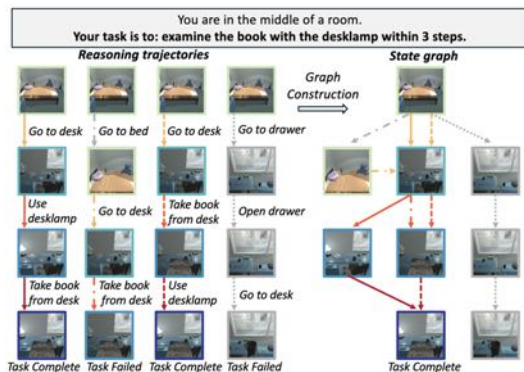 You are in the middle of a room.
Your task is to: examine the book with the desklamp within 3 steps.
Reasoning trajectories
Graph
Construction
State graph
Go to desk
Go to bed
Go to desk
Go to drawer
Use
desklamp
Go to desk
Take book
from desk
Open drawer
Take book
from desk
Take book
from desk
Use
desklamp
Go to desk
Task Complete
Task Failed
Task Complete
Task Failed
Task Complete